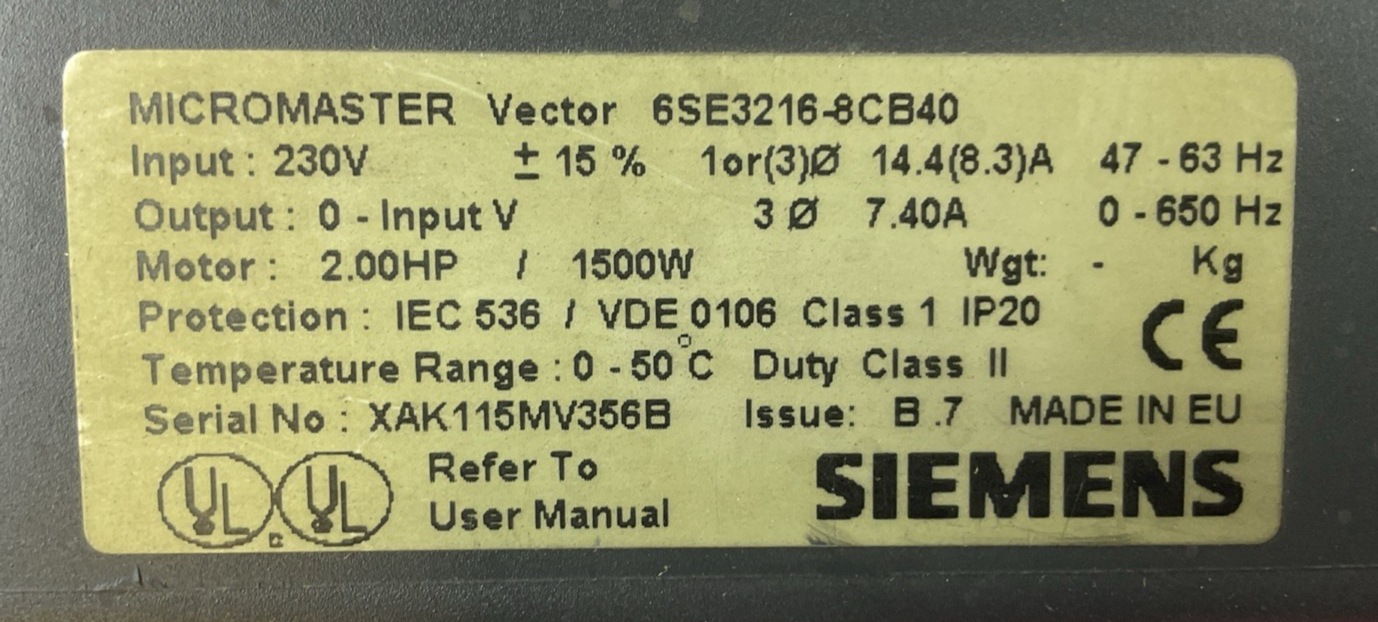 MICROMASTER Vector 6SE3216-8CB40
Input : 230V ± 15 % 1or(3)Ø 14.4(8.3)A 47 - 63 Hz
Output : 0 - Input V 3 Ø 7.40A 0 - 650 Hz
Motor : 2.00HP / 1500W Wgt: - Kg
Protection : IEC 536 / VDE 0106 Class 1 IP20
CE
Temperature Range : 0 - 50°C Duty Class II
Serial No : XAK115MV356B Issue: B .7 MADE IN EU
UL c UL
Refer To
User Manual
SIEMENS